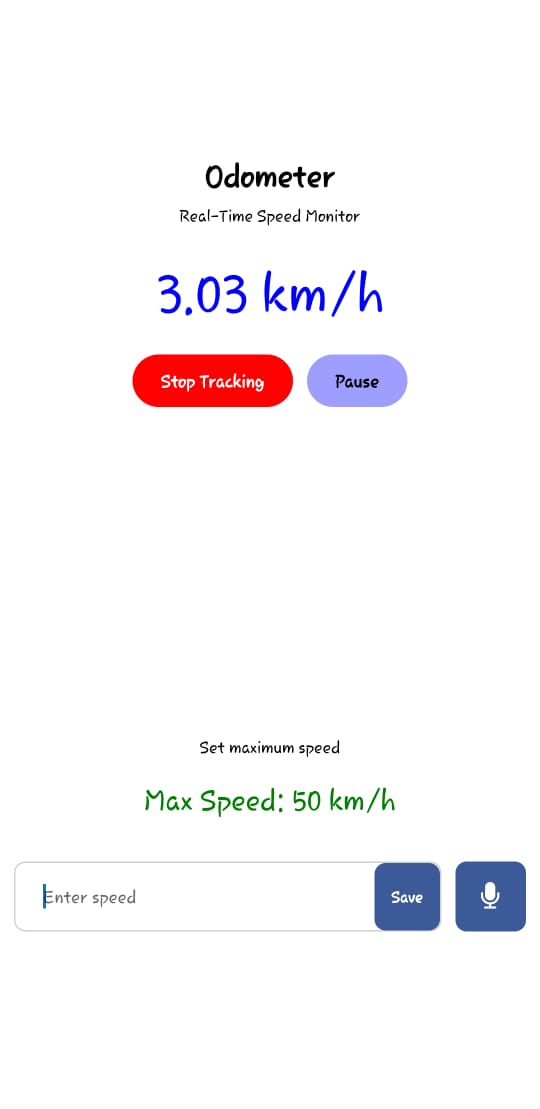 Odometer
Real-Time Speed Monitor
3.03 km/h
Stop Tracking Pause
Set maximum speed
Max Speed: 50 km/h
Enter speed Save